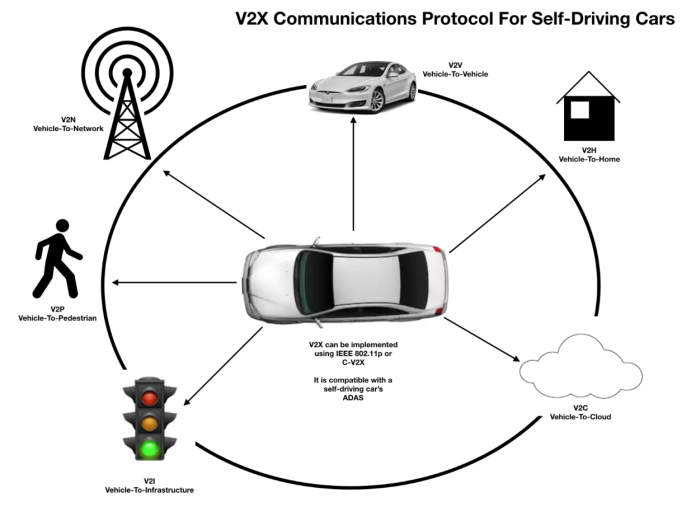 V2X Communications Protocol For Self-Driving Cars
V2V
Vehicle-To-Vehicle
V2N
Vehicle-To-Network
V2H
Vehicle-To-Home
V2P
Vehicle-To-Pedestrian
V2X can be implemented
using IEEE 802.11p or
C-V2X
It is compatible with a
self-driving car's
ADAS
V2C
Vehicle-To-Cloud
V2I
Vehicle-To-Infrastructure